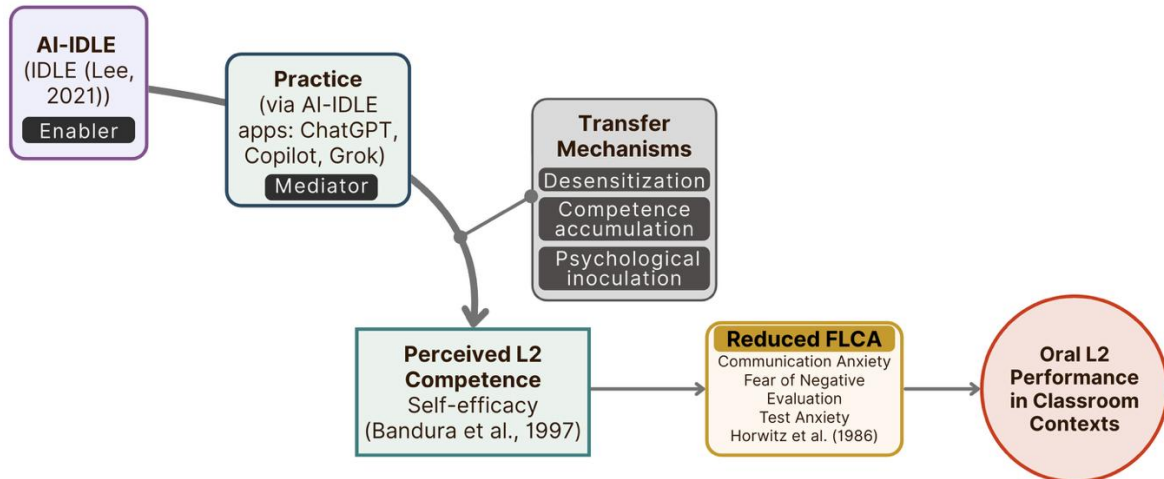 AI-IDLE
(IDLE (Lee,
2021))
Enabler
Practice
(via AI-IDLE
apps: ChatGPT,
Copilot, Grok)
Mediator
Transfer
Mechanisms
Desensitization
Competence
accumulation
Psychological
inoculation
Perceived L2
Competence
Self-efficacy
(Bandura et al., 1997)
Reduced FLCA
Communication Anxiety
Fear of Negative
Evaluation
Test Anxiety
Horwitz et al. (1986)
Oral L2
Performance
in Classroom
Contexts